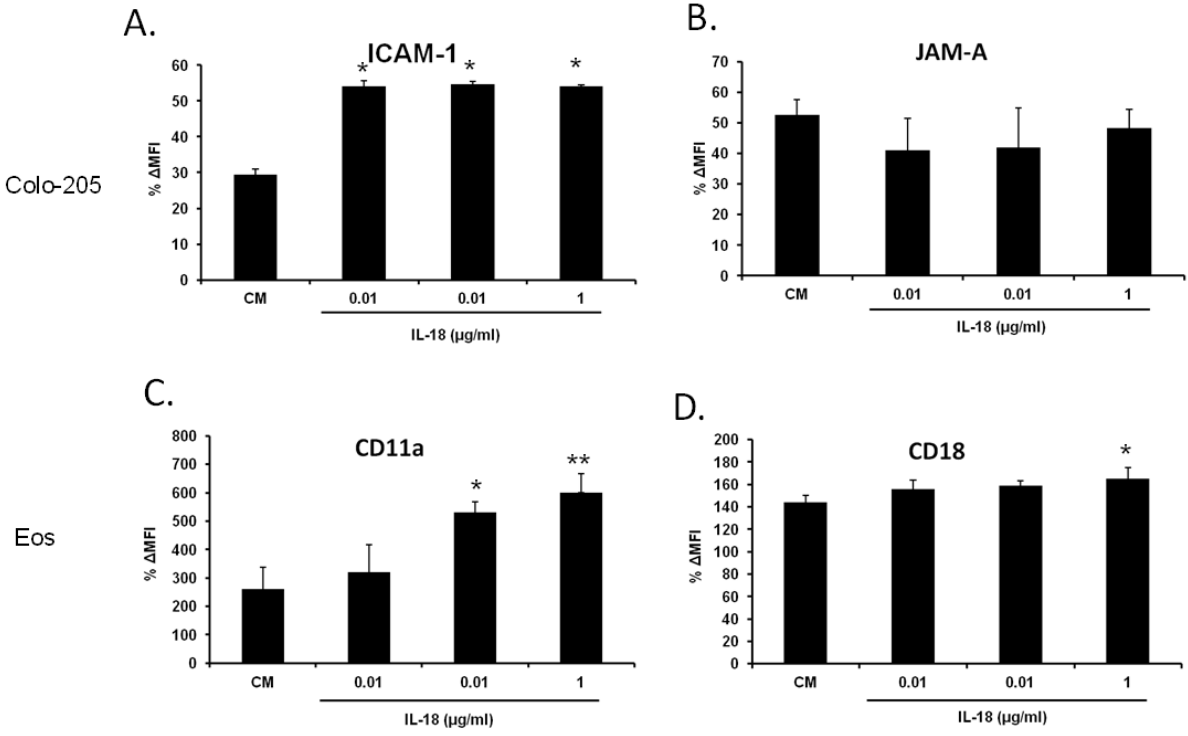 A.
ICAM-1
60
50
40
30
20
10
0
% ΔMFI
* * *
CM 0.01 0.01 1
IL-18 (µg/ml)
B.
JAM-A
70
60
50
40
30
20
10
0
% ΔMFI
CM 0.01 0.01 1
IL-18 (µg/ml)
Colo-205
C.
CD11a
800
700
600
500
400
300
200
100
0
% ΔMFI
* **
CM 0.01 0.01 1
IL-18 (µg/ml)
D.
CD18
200
180
160
140
120
100
80
60
40
20
0
% ΔMFI
*
CM 0.01 0.01 1
IL-18 (µg/ml)
Eos